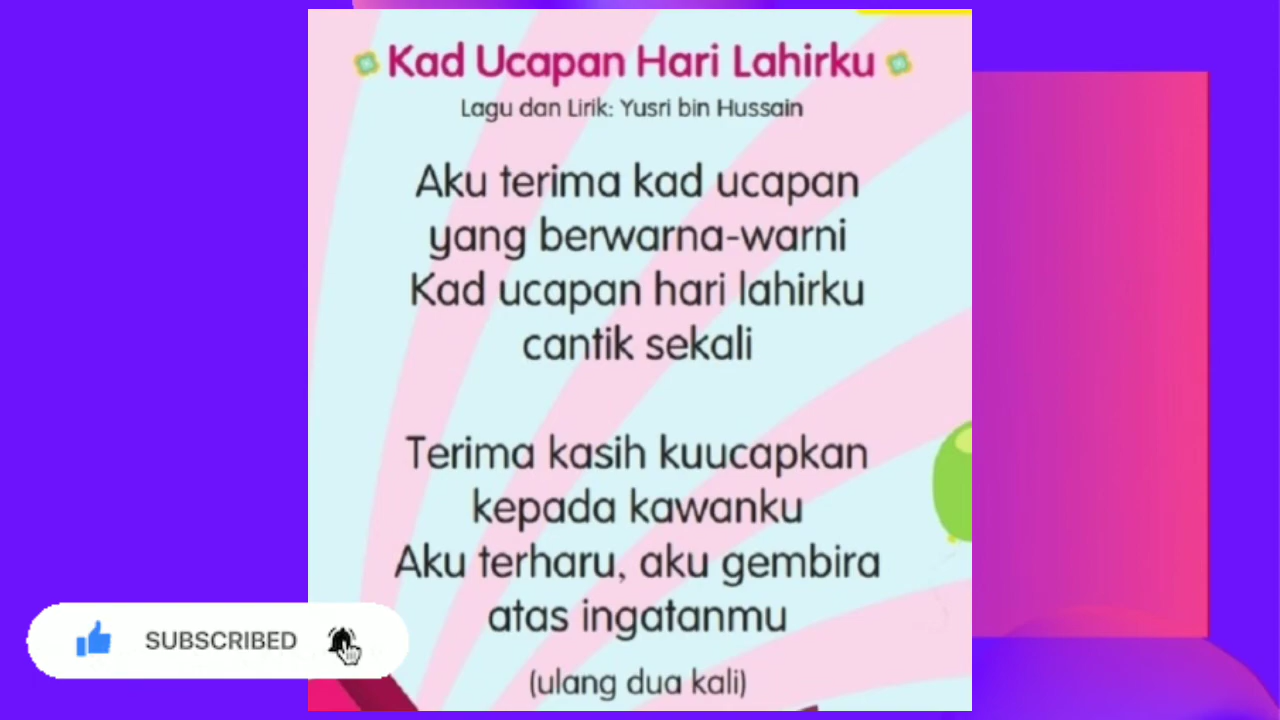 Kad Ucapan Hari Lahirku
Lagu dan Lirik: Yusri bin Hussain
Aku terima kad ucapan
yang berwarna-warni
Kad ucapan hari lahirku
cantik sekali
Terima kasih kuucapkan
kepada kawanku
Aku terharu, aku gembira
atas ingatanmu
(ulang dua kali)
SUBSCRIBED